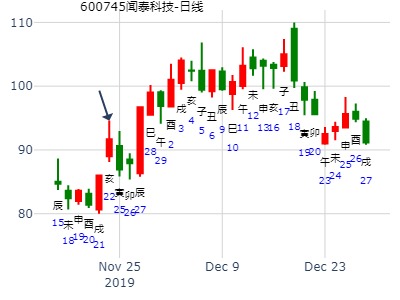 600745闻泰科技-日线
110
100
90
80
辰
15
未
18
申
19
酉
20
戌
21
亥
22
寅
25
卯
26
辰
27
巳
28
午
29
酉
2
戌
3
亥
4
子
5
丑
6
辰
9
巳
10
午
11
未
12
申
13
亥
16
子
17
丑
18
寅
19
卯
20
午
23
未
24
申
25
酉
26
戌
27
Nov 25
2019
Dec 9
Dec 23